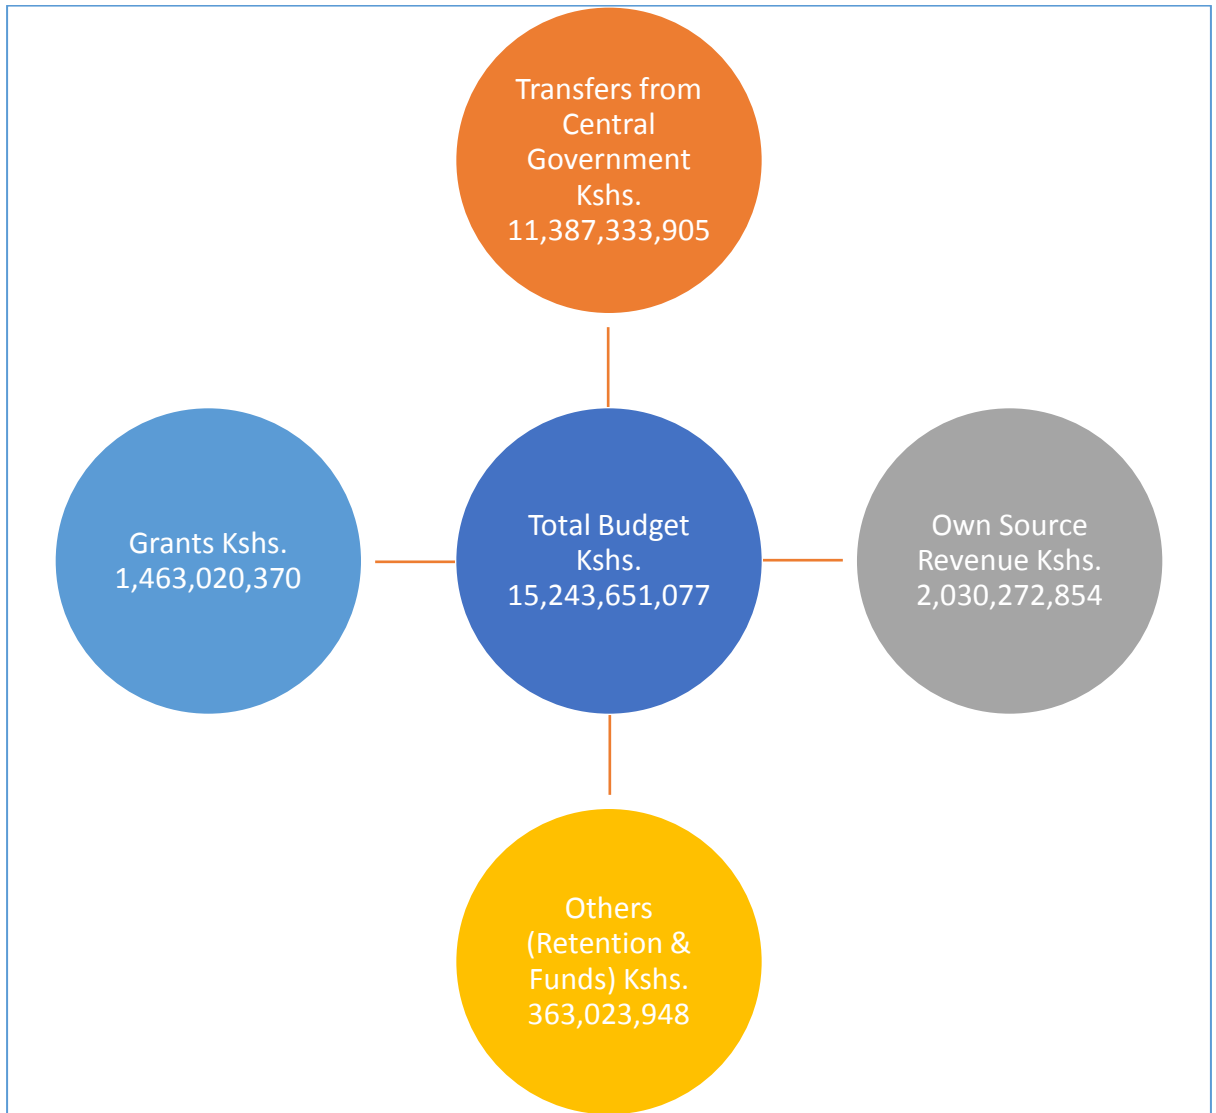 Transfers from
Central
Government
Kshs.
11,387,333,905
Grants Kshs.
1,463,020,370
Total Budget
Kshs.
15,243,651,077
Own Source
Revenue Kshs.
2,030,272,854
Others
(Retention &
Funds) Kshs.
363,023,948